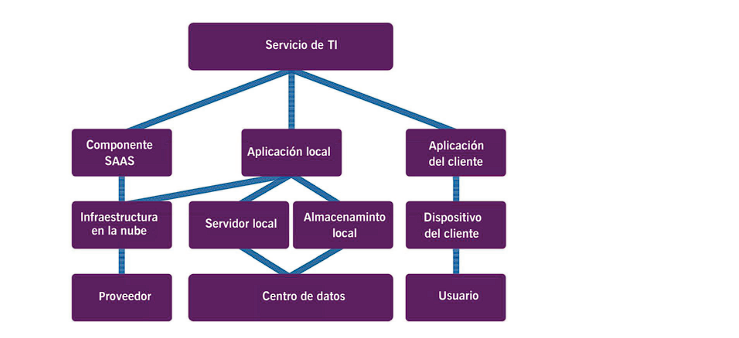 Servicio de TI
Componente
SAAS
Aplicación local
Aplicación
del cliente
Infraestructura
en la nube
Servidor local
Almacenaminto
local
Dispositivo
del cliente
Proveedor
Centro de datos
Usuario